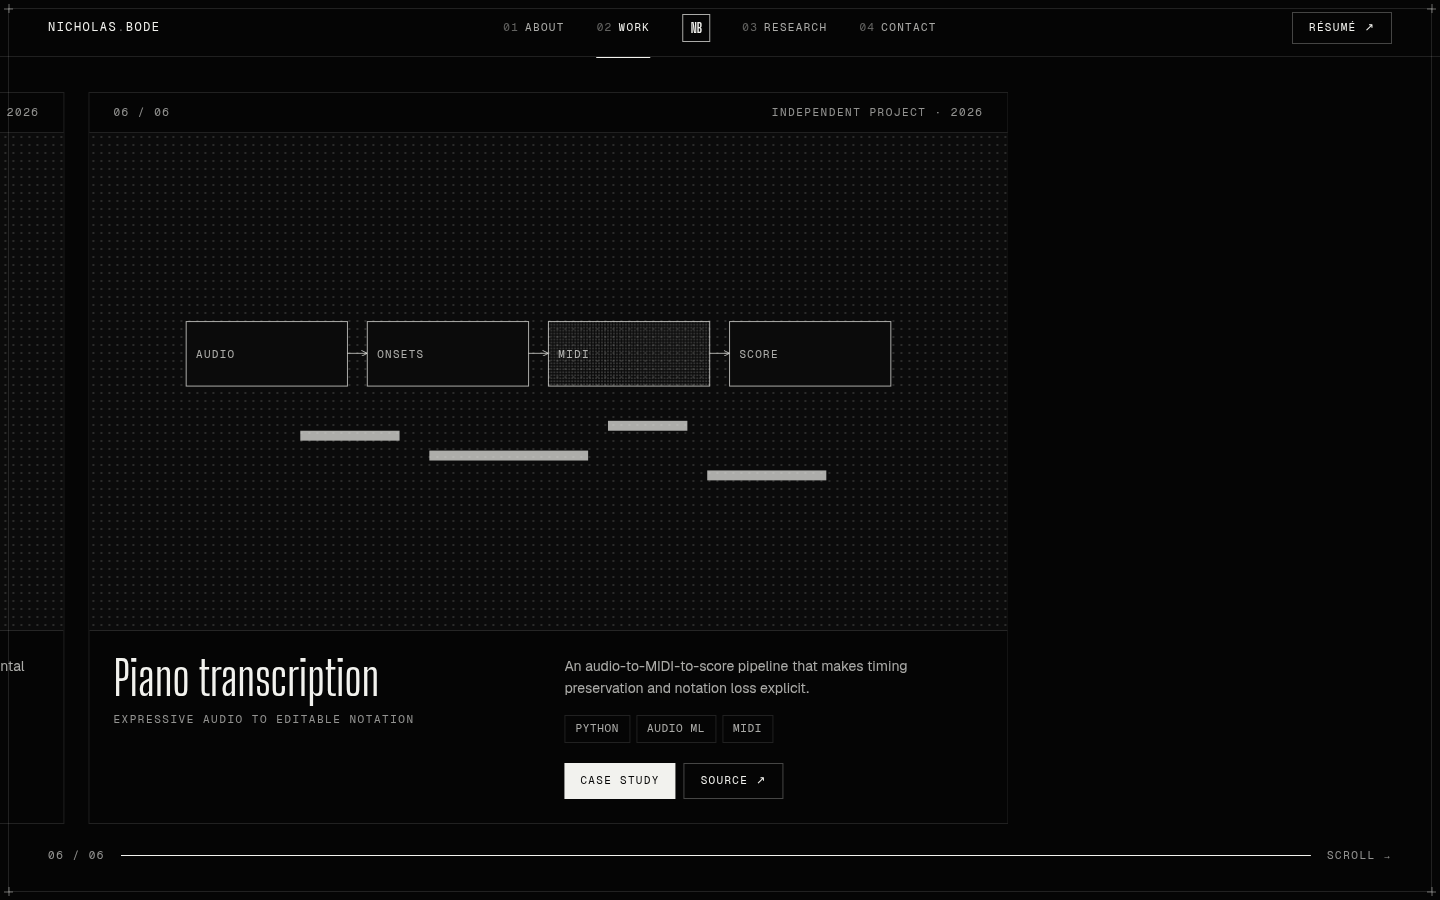 NICHOLAS.BODE
01 ABOUT
02 WORK
NB
03 RESEARCH
04 CONTACT
RÉSUMÉ ↗
2026
06 / 06
INDEPENDENT PROJECT · 2026
AUDIO
ONSETS
MIDI
SCORE
ntal
Piano transcription
EXPRESSIVE AUDIO TO EDITABLE NOTATION
An audio-to-MIDI-to-score pipeline that makes timing
preservation and notation loss explicit.
PYTHON
AUDIO ML
MIDI
CASE STUDY
SOURCE ↗
06 / 06
SCROLL →